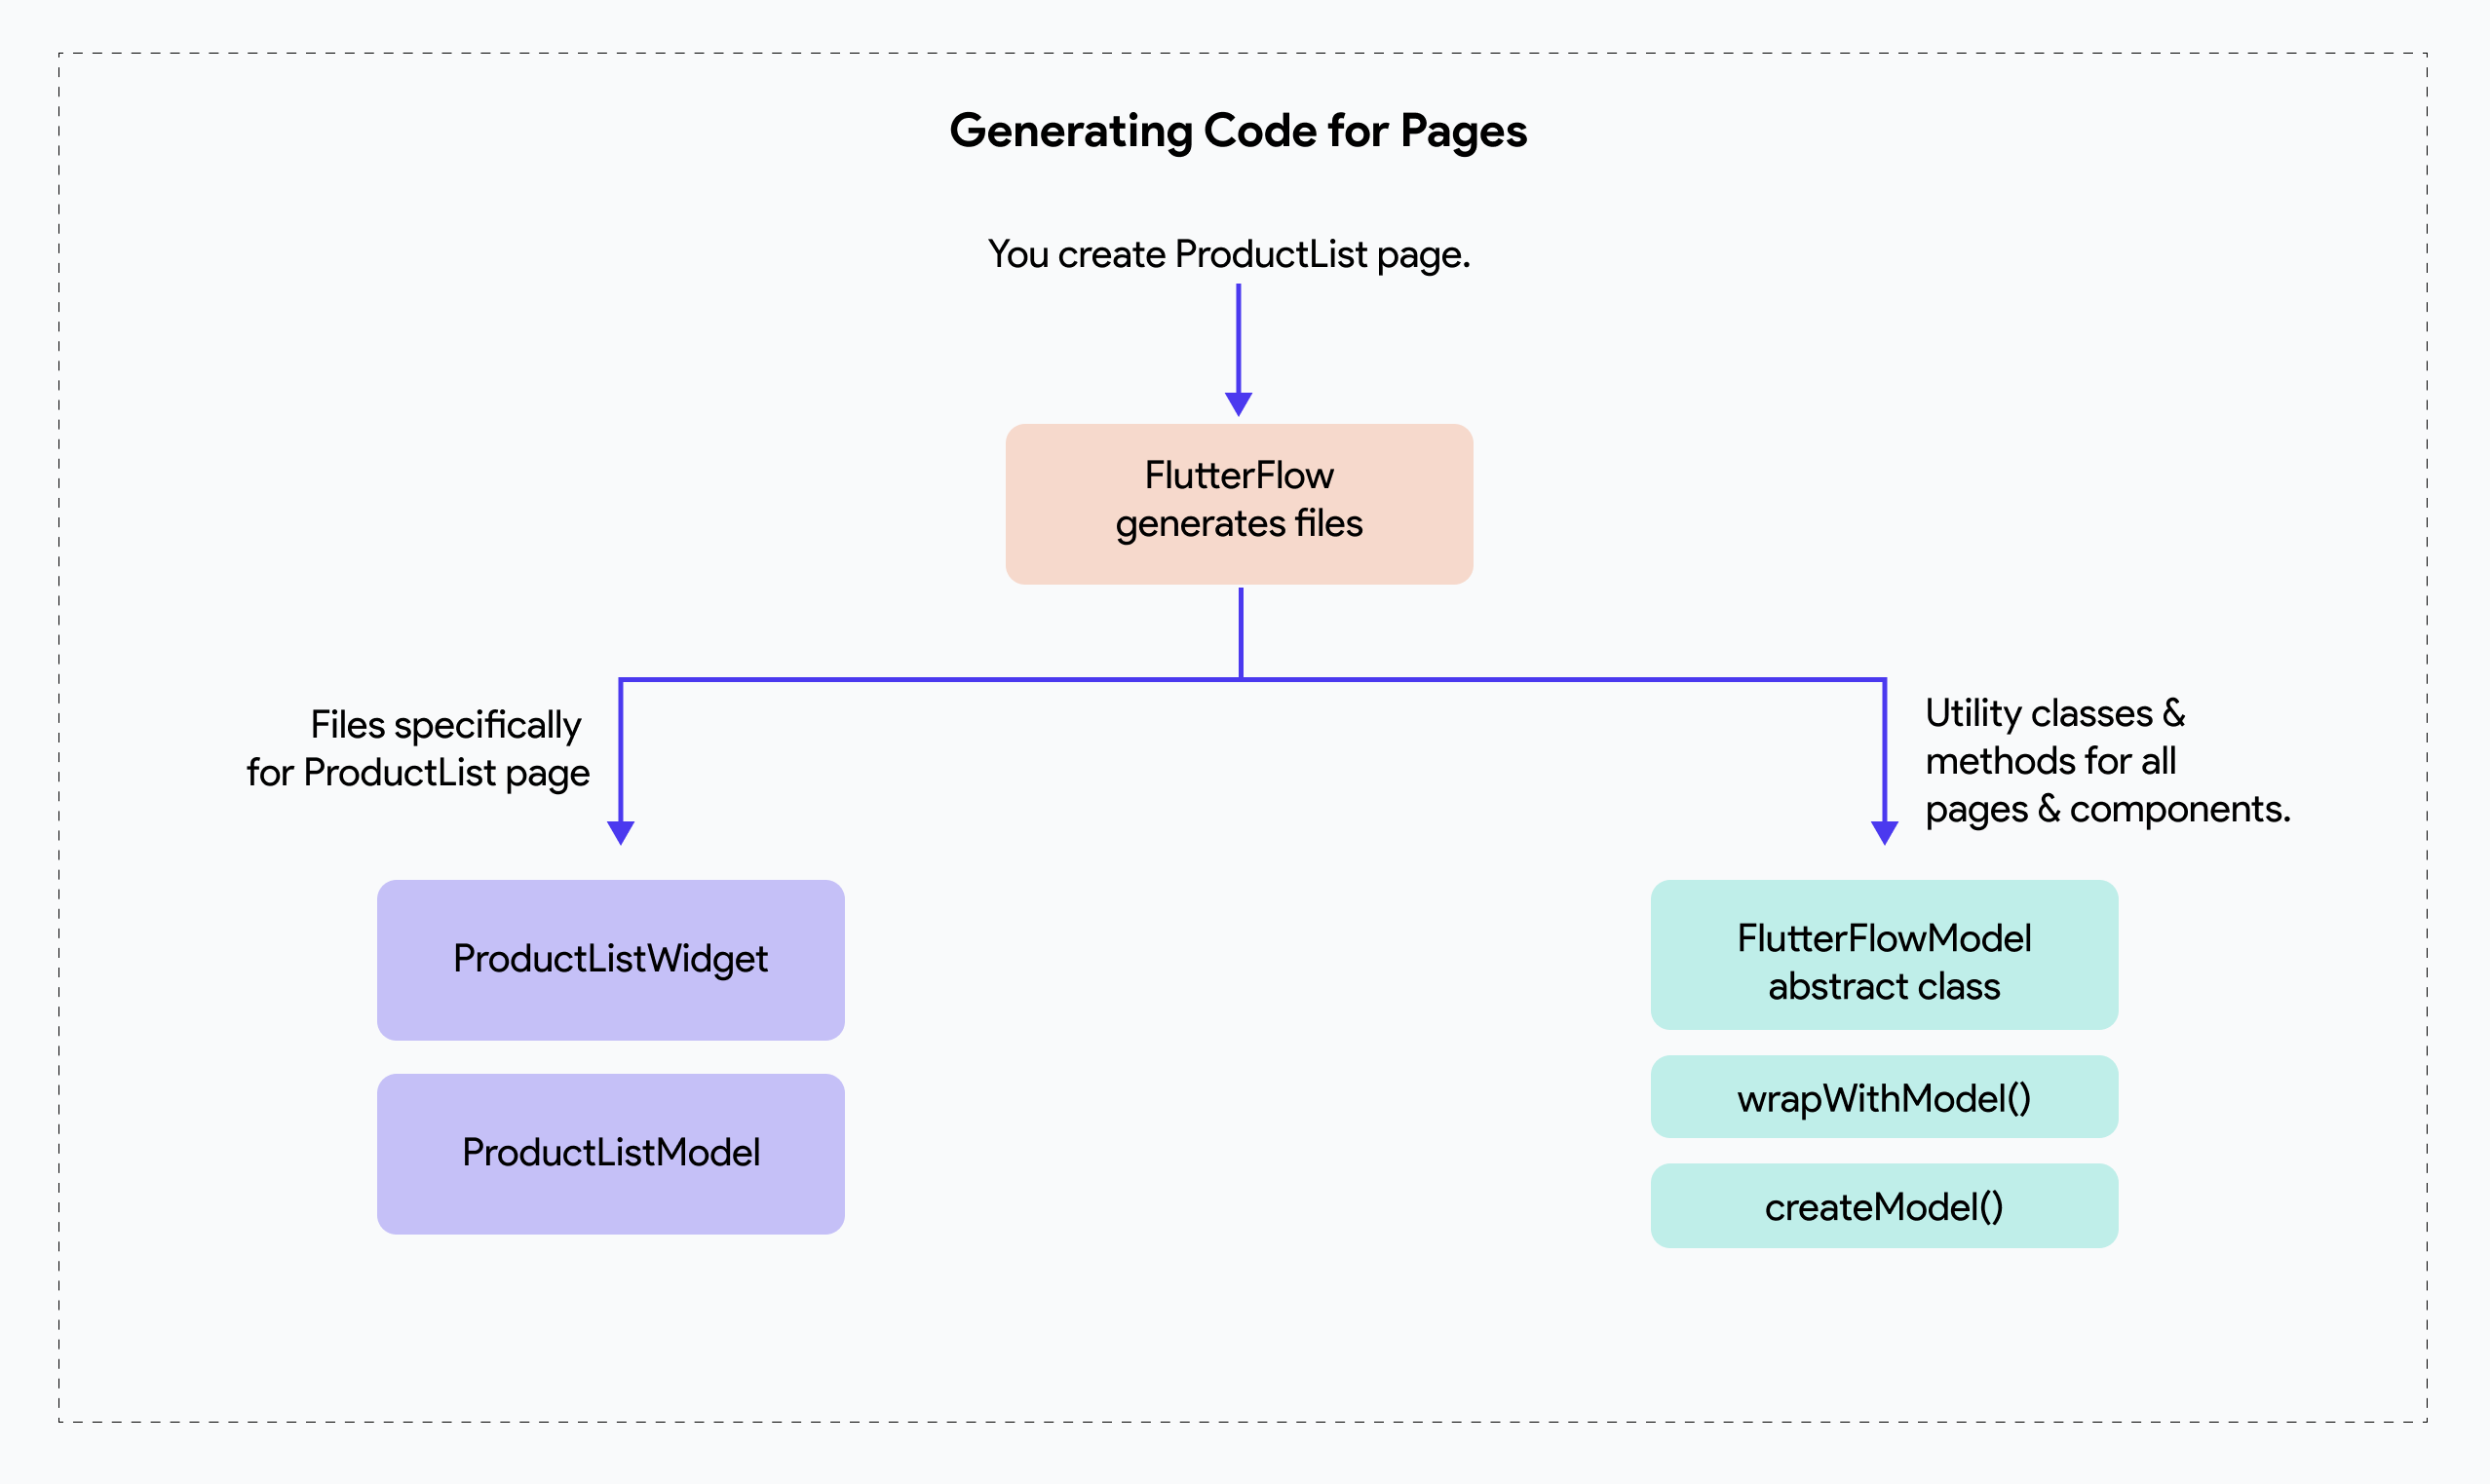 Generating Code for Pages
You create ProductList page.
FlutterFlow
generates files
Files specifically
for ProductList page
Utility classes &
methods for all
pages & components.
ProductListWidget
ProductListModel
FlutterFlowModel
abstract class
wrapWithModel()
createModel()